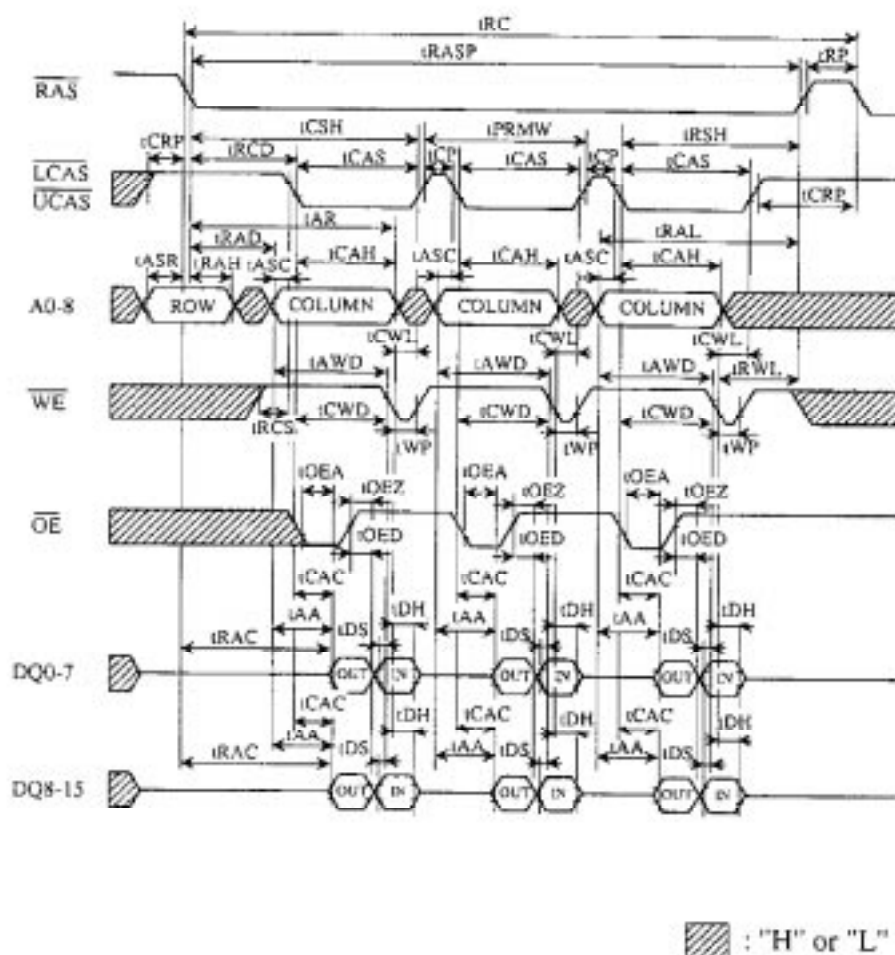 tRC
tRASP tRP
RAS
tCSH tPRMW tRSH
tCRP tRCD tCAS tCP tCAS tCP tCAS
LCAS
UCAS
tCRP
tAR
tRAD tRAL
tASR tRAH tASC tCAH tASC tCAH tASC tCAH
A0-8 ROW COLUMN COLUMN COLUMN
tCWL tCWL tCWL
tAWD tAWD tAWD tRWL
WE
tRCS tCWD tCWD tCWD
tWP tWP tWP
tOEA tOEZ tOEA tOEZ tOEA tOEZ
OE
tOED tOED tOED
tCAC tCAC tCAC
tAA tDH tAA tDH tAA tDH
tRAC tDS tDS tDS
DQ0-7 OUT IN OUT IN OUT IN
tCAC tDH tCAC tDH tCAC tDH
tAA tDS tAA tDS tAA tDS
tRAC
DQ8-15 OUT IN OUT IN OUT IN
: "H" or "L"